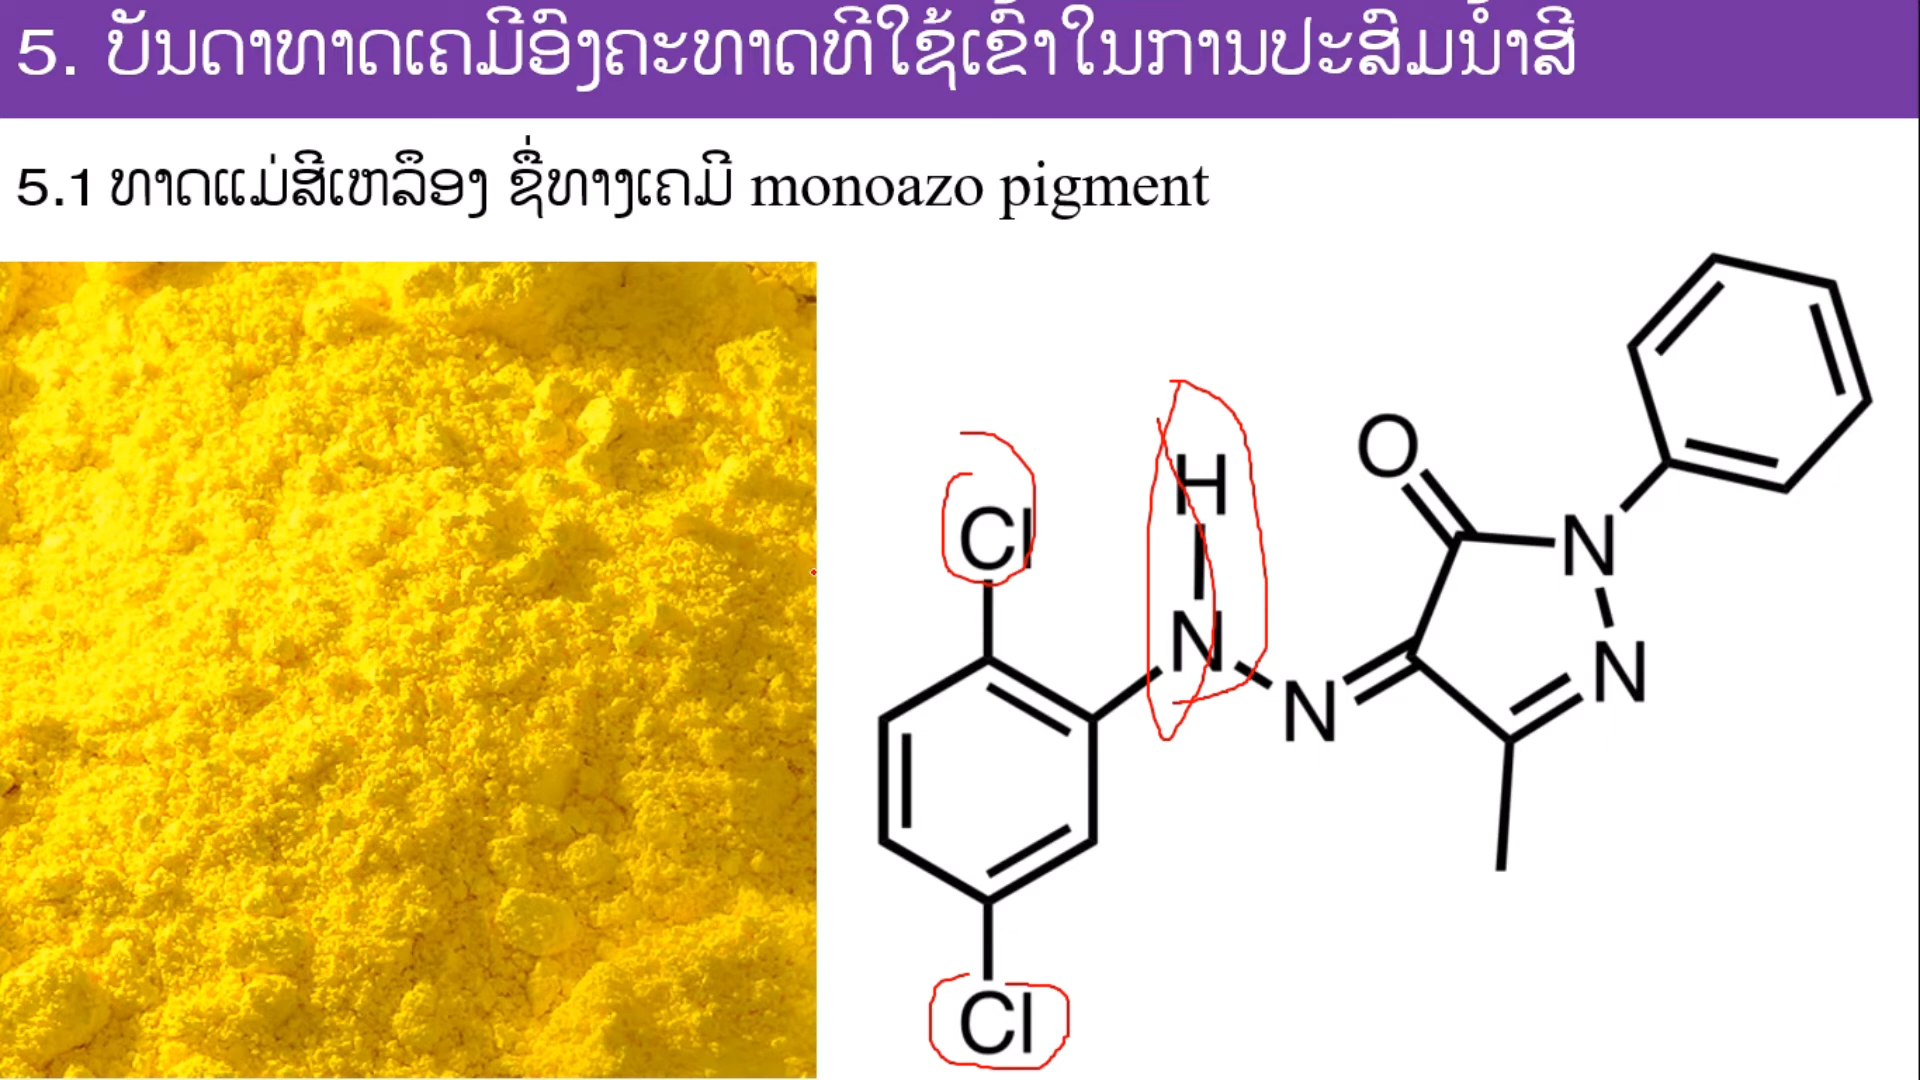 5. ບັນດາທາດເຄມີອົງຄະທາດທີ່ໃຊ້ເຂົ້າໃນການປະສົມນ້ຳສີ
5.1 ທາດແມ່ສີເຫລືອງ ຊື່ທາງເຄມີ monoazo pigment
O
H
Cl
N
N
N
N
Cl